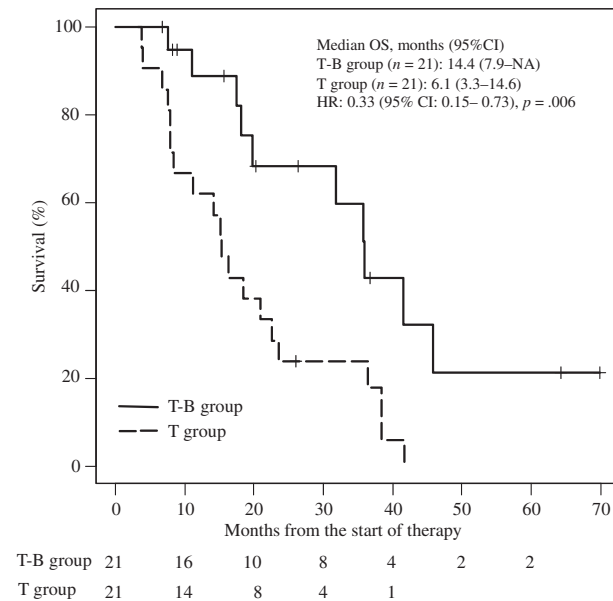 Median OS, months (95%CI)
T-B group (n = 21): 14.4 (7.9–NA)
T group (n = 21): 6.1 (3.3–14.6)
HR: 0.33 (95% CI: 0.15– 0.73), p = .006
100
80
60
40
20
0
Survival (%)
T-B group
T group
0 10 20 30 40 50 60 70
Months from the start of therapy
T-B group 21 16 10 8 4 2 2
T group 21 14 8 4 1